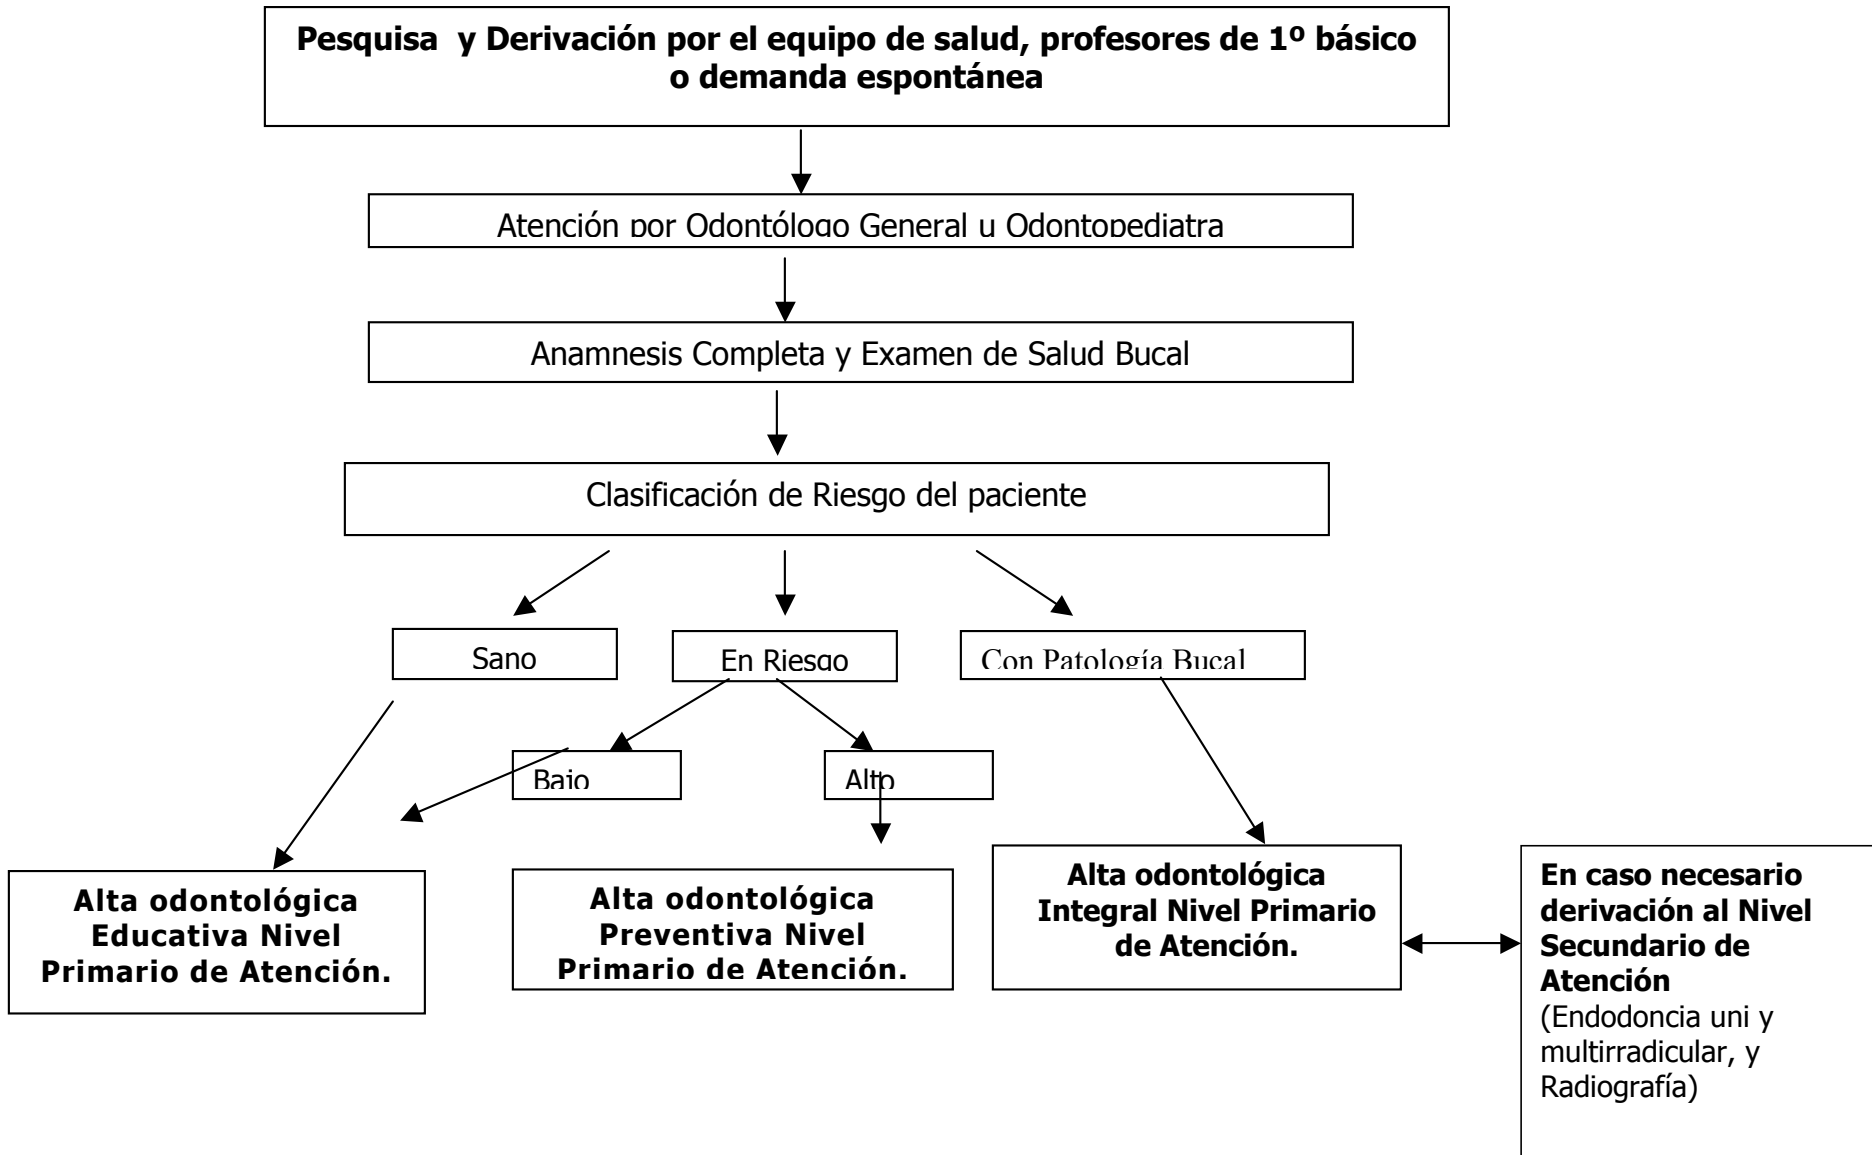 Pesquisa y Derivación por el equipo de salud, profesores de 1º básico
o demanda espontánea
Atención por Odontólogo General u Odontopediatra
Anamnesis Completa y Examen de Salud Bucal
Clasificación de Riesgo del paciente
Sano
En Riesgo
Con Patología Bucal
Bajo
Alto
Alta odontológica
Educativa Nivel
Primario de Atención.
Alta odontológica
Preventiva Nivel
Primario de Atención.
Alta odontológica
Integral Nivel Primario
de Atención.
En caso necesario
derivación al Nivel
Secundario de
Atención
(Endodoncia uni y
multirradicular, y
Radiografía)